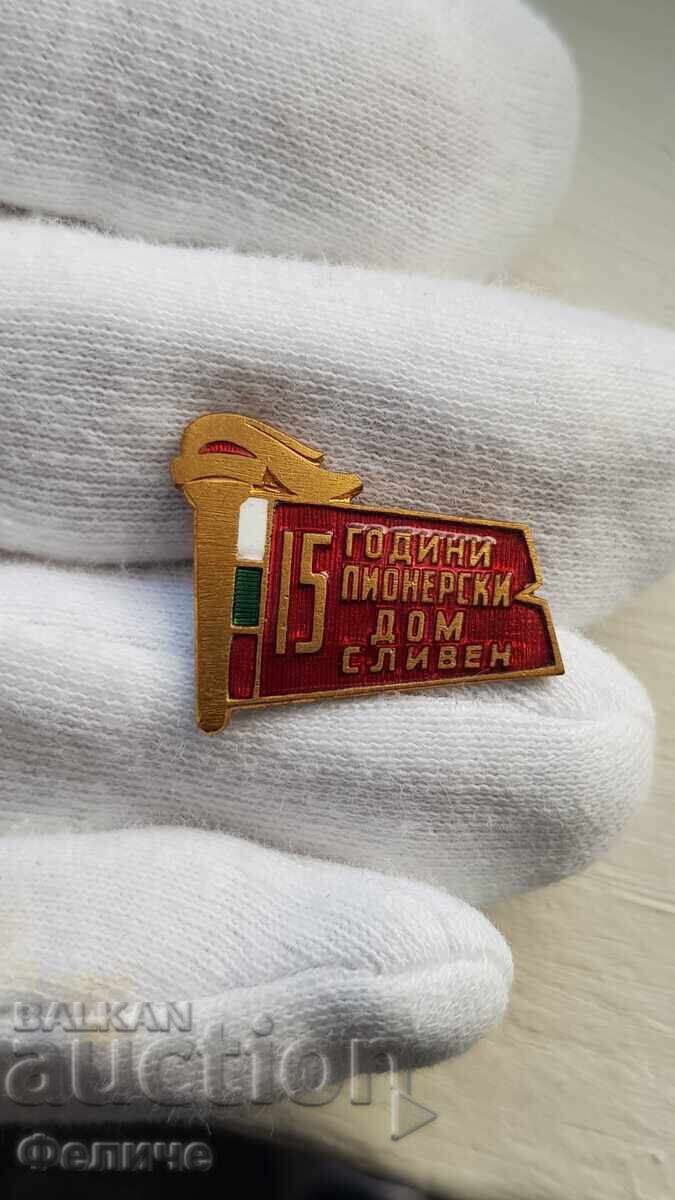 15 ГОДИНИ
ПИОНЕРСКИ
ДОМ
СЛИВЕН
BALKAN
auction
Феличе